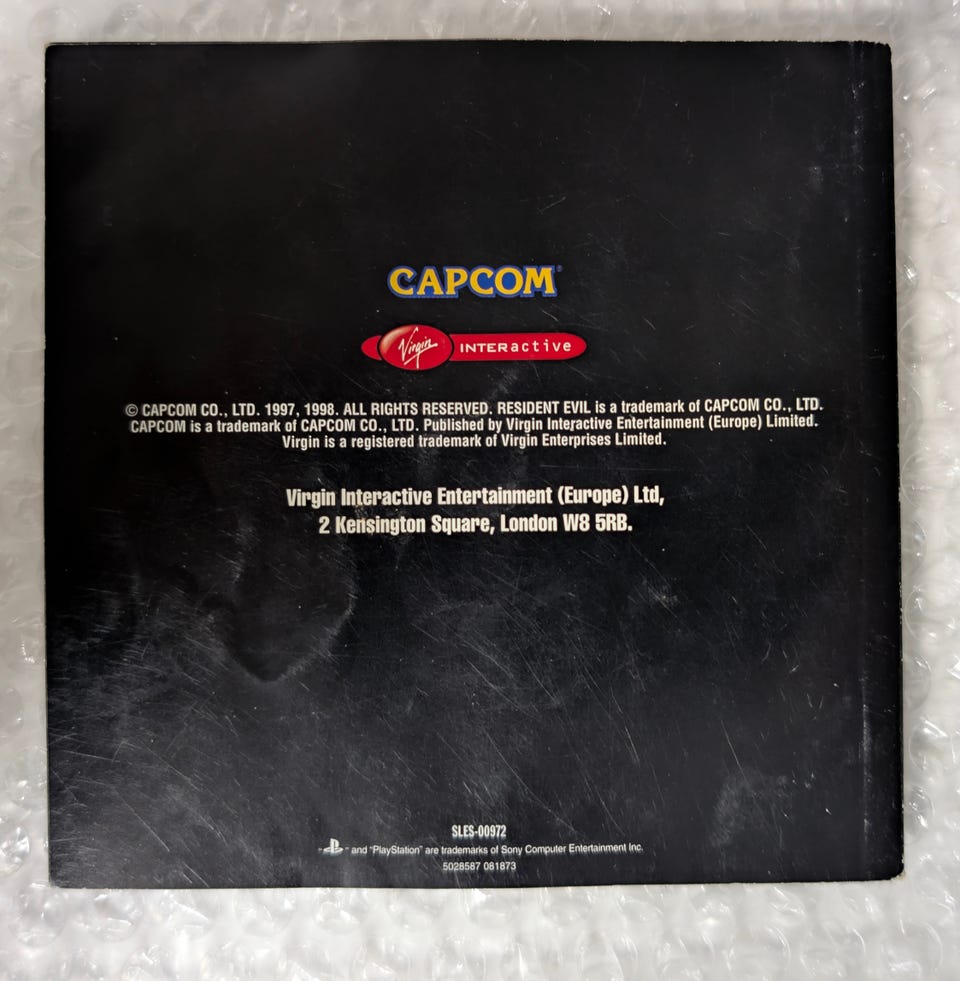 CAPCOM®
Virgin INTERactive
© CAPCOM CO., LTD. 1997, 1998. ALL RIGHTS RESERVED. RESIDENT EVIL is a trademark of CAPCOM CO., LTD.
CAPCOM is a trademark of CAPCOM CO., LTD. Published by Virgin Interactive Entertainment (Europe) Limited.
Virgin is a registered trademark of Virgin Enterprises Limited.
Virgin Interactive Entertainment (Europe) Ltd,
2 Kensington Square, London W8 5RB.
SLES-00972
" " and "PlayStation" are trademarks of Sony Computer Entertainment Inc.
5028587 081873